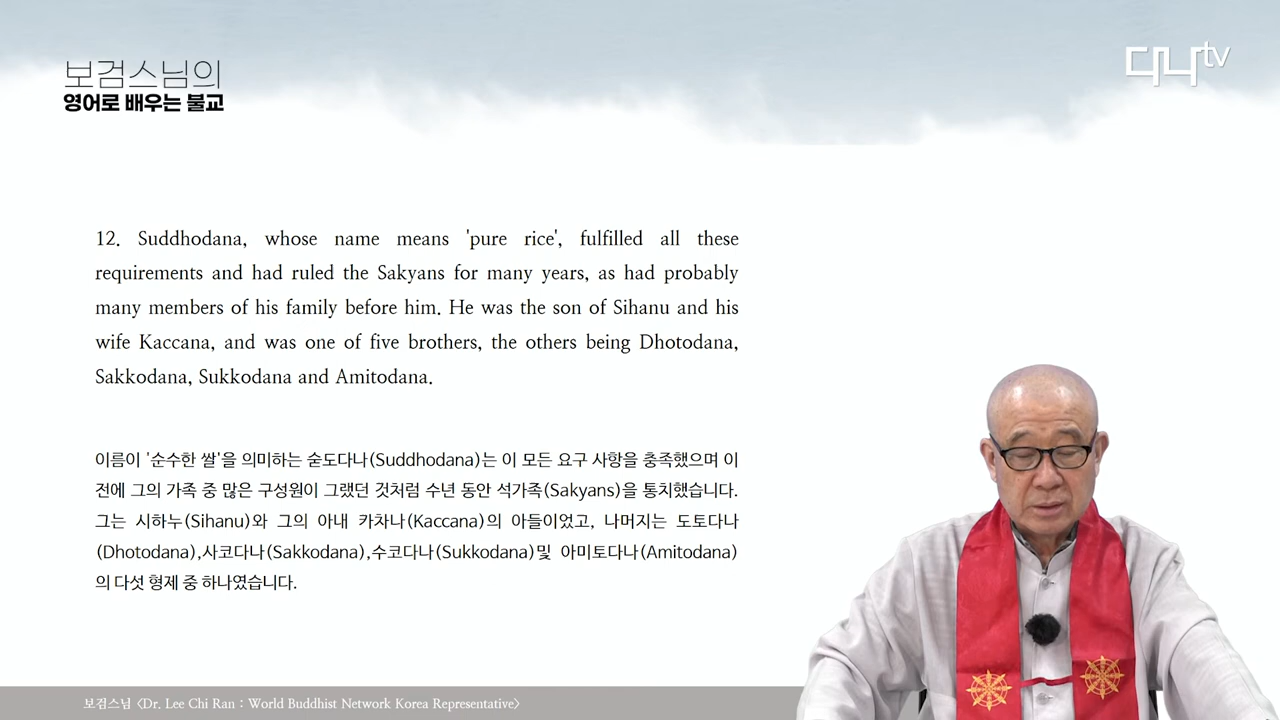 보검스님의
영어로 배우는 불교
다나tv
12. Suddhodana, whose name means 'pure rice', fulfilled all these
requirements and had ruled the Sakyans for many years, as had probably
many members of his family before him. He was the son of Sihanu and his
wife Kaccana, and was one of five brothers, the others being Dhotodana,
Sakkodana, Sukkodana and Amitodana.
이름이 '순수한 쌀'을 의미하는 숟도다나(Suddhodana)는 이 모든 요구 사항을 충족했으며 이
전에 그의 가족 중 많은 구성원이 그랬던 것처럼 수년 동안 석가족(Sakyans)을 통치했습니다.
그는 시하누(Sihanu)와 그의 아내 카차나(Kaccana)의 아들이었고, 나머지는 도토다나
(Dhotodana),사코다나(Sakkodana),수코다나(Sukkodana)및 아미토다나(Amitodana)
의 다섯 형제 중 하나였습니다.
보검스님 <Dr. Lee Chi Ran : World Buddhist Network Korea Representative>